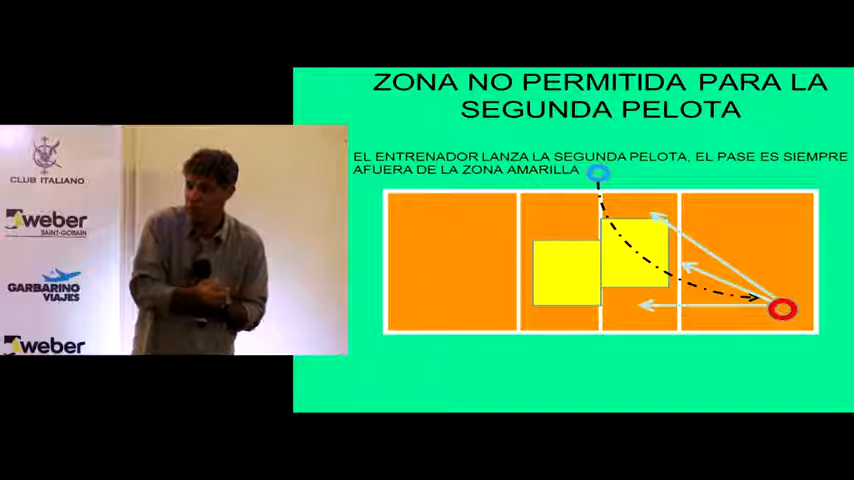 ZONA NO PERMITIDA PARA LA
SEGUNDA PELOTA
EL ENTRENADOR LANZA LA SEGUNDA PELOTA, EL PASE ES SIEMPRE
AFUERA DE LA ZONA AMARILLA
CLUB ITALIANO
weber
SAINT-GOBAIN
GARBARINO
VIAJES
weber